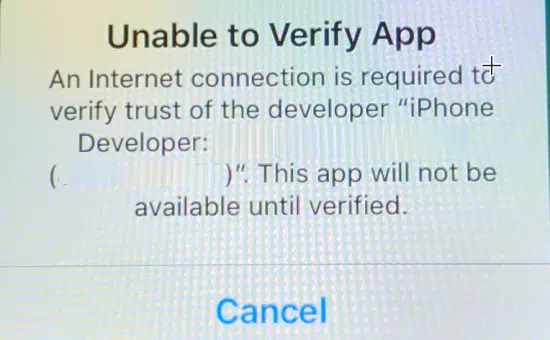 Unable to Verify App
An Internet connection is required to
verify trust of the developer “iPhone
Developer:
( )”. This app will not be
available until verified.
Cancel